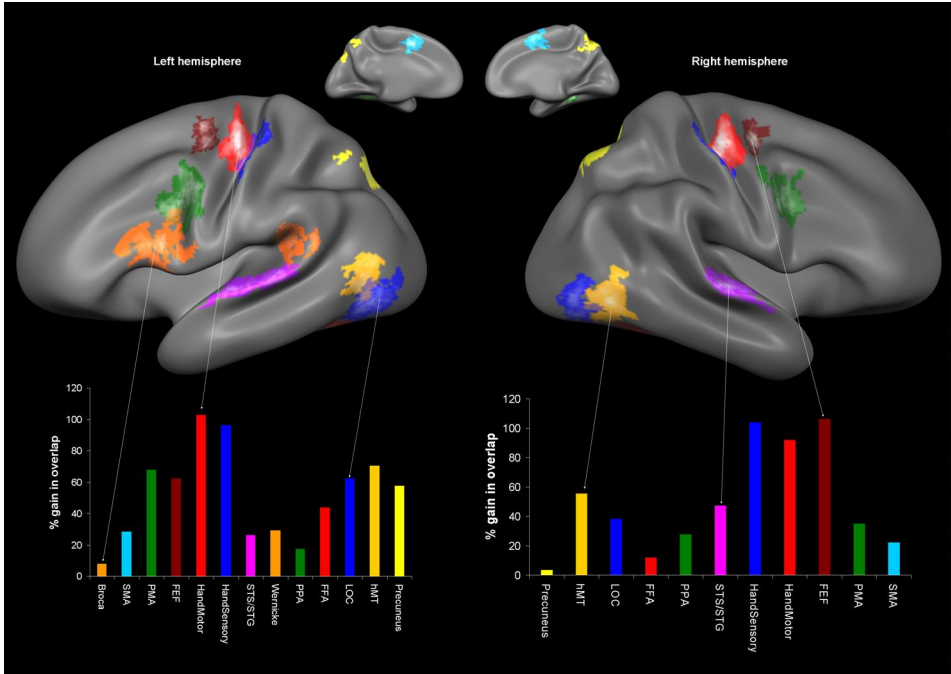 Left hemisphere
Right hemisphere
% gain in overlap
120
100
80
60
40
20
0
Broca
SMA
PMA
FEF
HandMotor
HandSensory
STS/STG
Wernicke
PPA
FFA
LOC
hMT
Precuneus
% gain in overlap
120
100
80
60
40
20
0
Precuneus
hMT
LOC
FFA
PPA
STS/STG
HandSensory
HandMotor
FEF
PMA
SMA